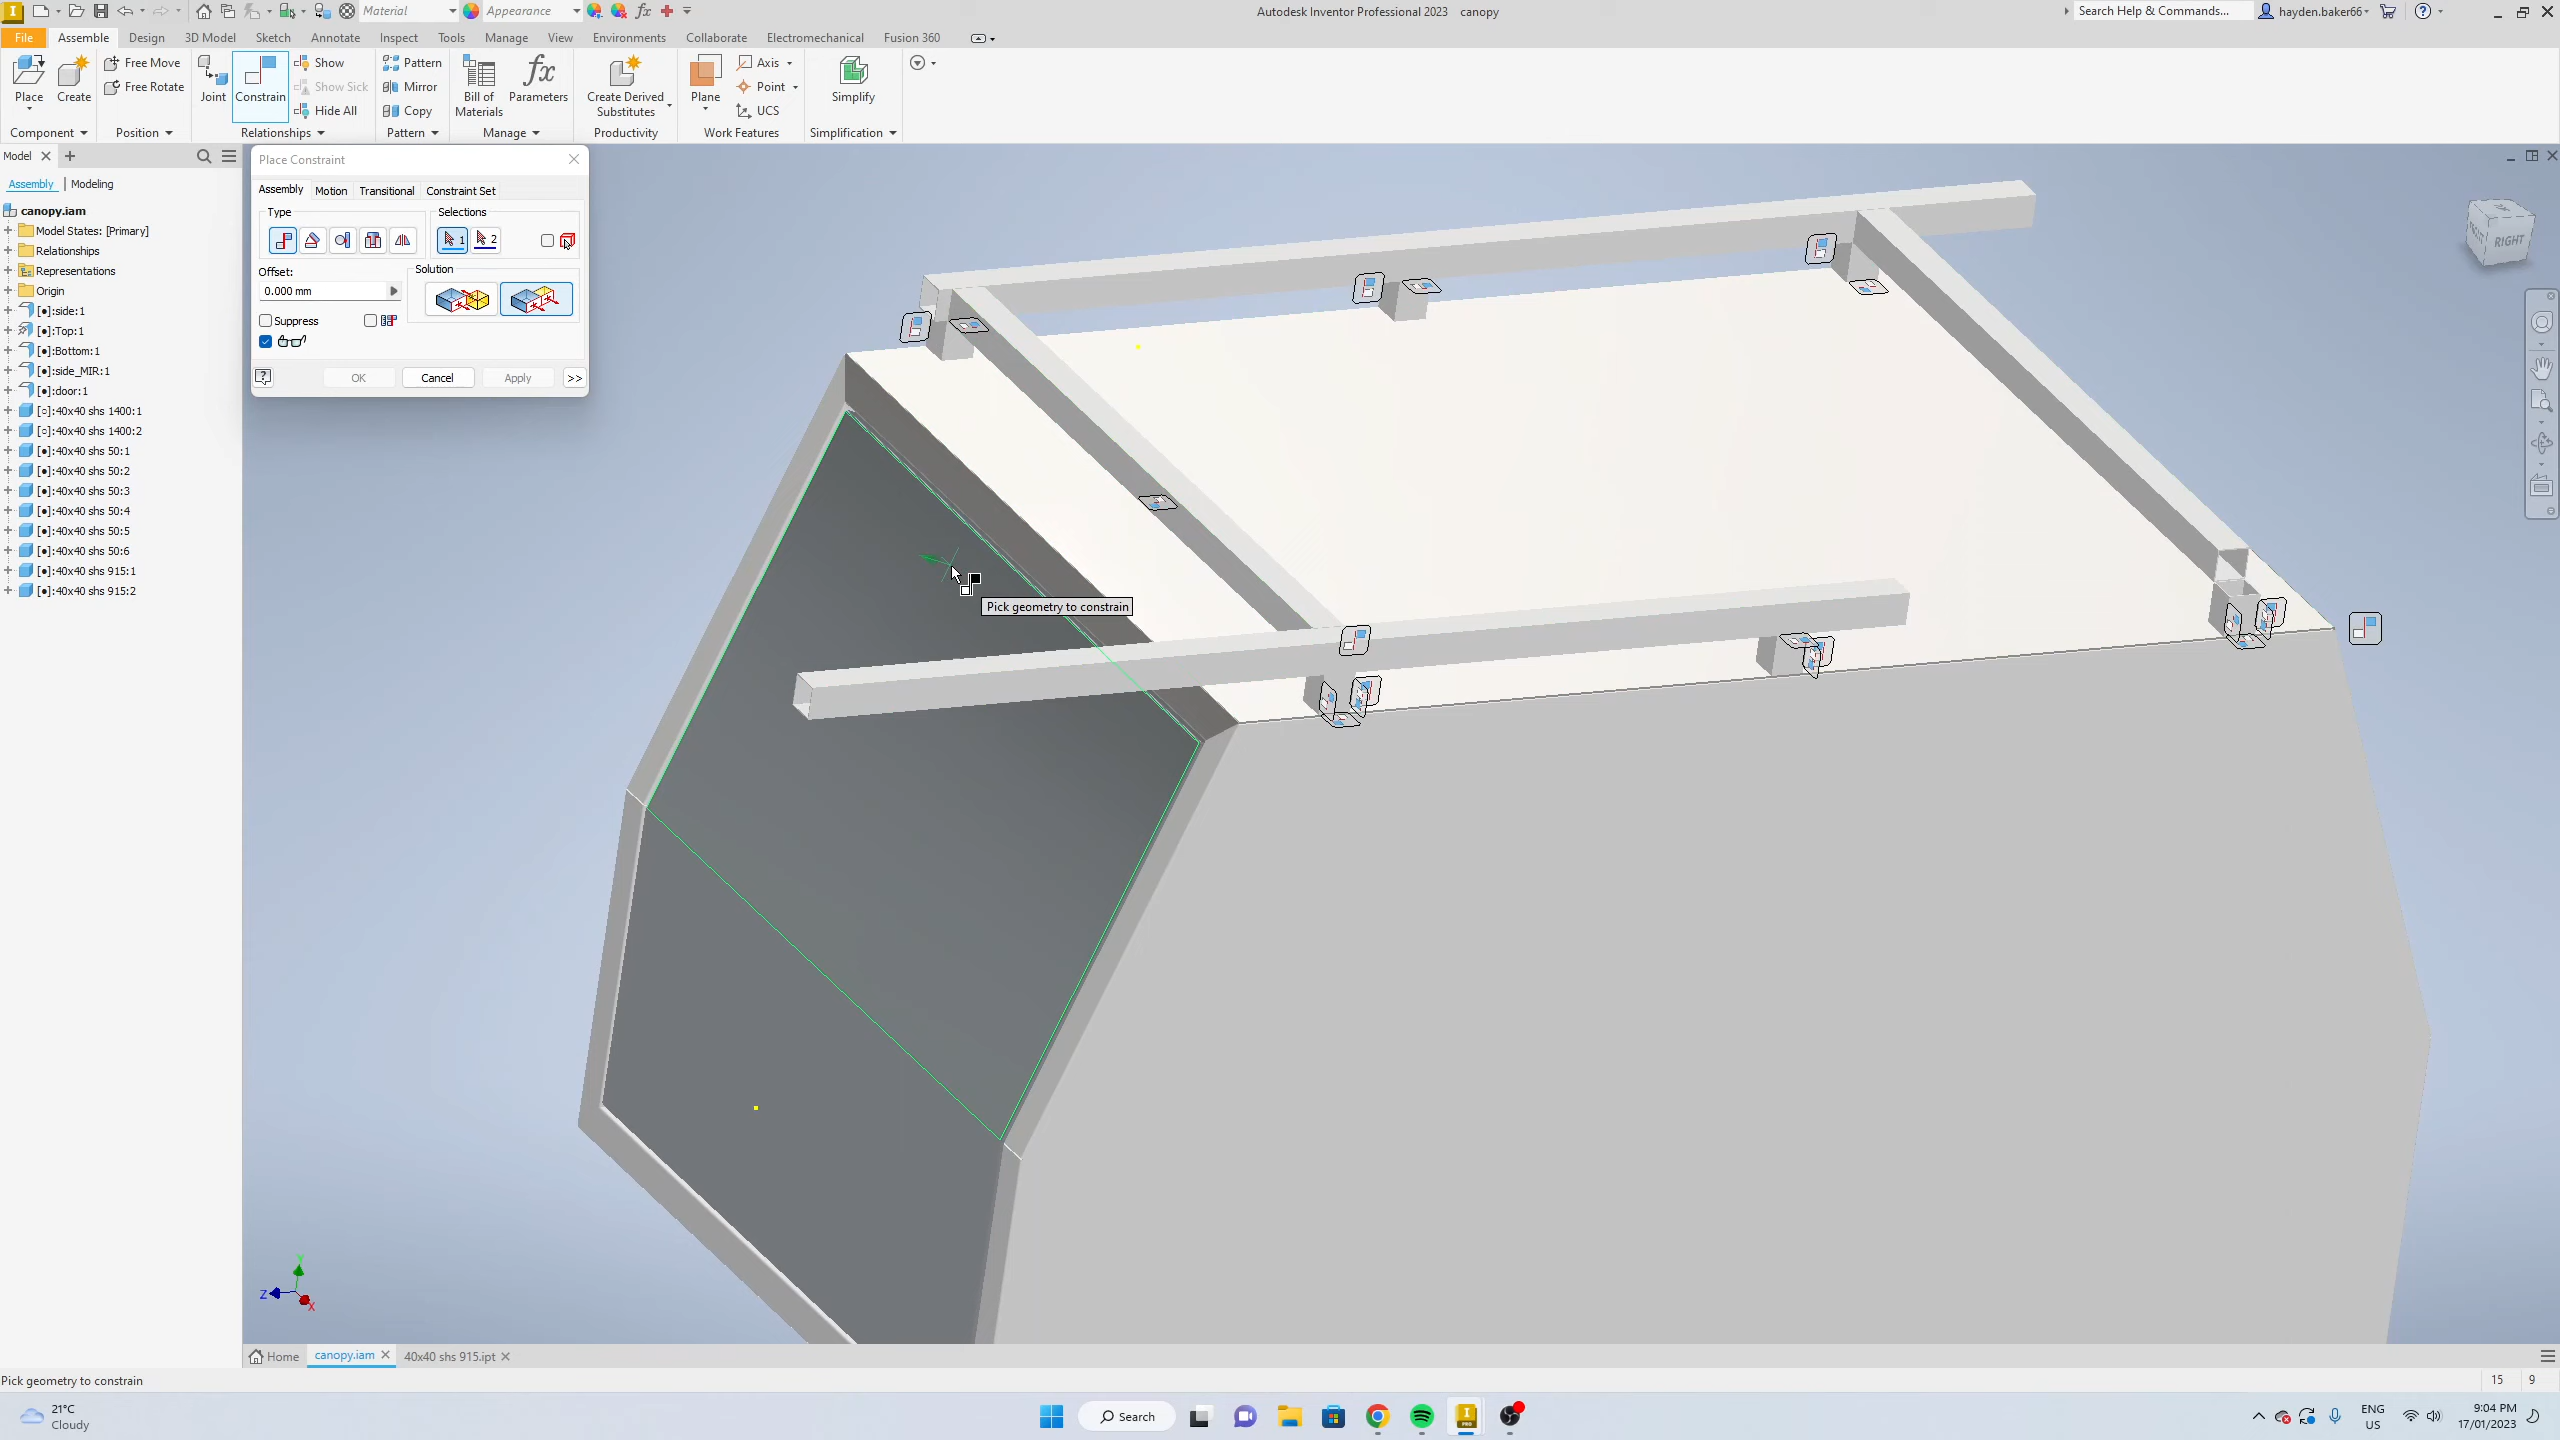 Material
Appearance
fx
Autodesk Inventor Professional 2023 canopy
Search Help & Commands...
hayden.baker66
File Assemble Design 3D Model Sketch Annotate Inspect Tools Manage View Environments Collaborate Electromechanical Fusion 360
Place
Create
Free Move
Free Rotate
Joint
Constrain
Show
Show Sick
Hide All
Pattern
Mirror
Copy
Bill of
Materials
fx
Parameters
Create Derived
Substitutes
Plane
Axis
Point
UCS
Simplify
Component
Position
Relationships
Pattern
Manage
Productivity
Work Features
Simplification
Model
Assembly | Modeling
canopy.iam
Model States: [Primary]
Relationships
Representations
Origin
[●]:side:1
[●]:Top:1
[●]:Bottom:1
[●]:side_MIR:1
[●]:door:1
[○]:40x40 shs 1400:1
[○]:40x40 shs 1400:2
[●]:40x40 shs 50:1
[●]:40x40 shs 50:2
[●]:40x40 shs 50:3
[●]:40x40 shs 50:4
[●]:40x40 shs 50:5
[●]:40x40 shs 50:6
[●]:40x40 shs 915:1
[●]:40x40 shs 915:2
Place Constraint
Assembly Motion Transitional Constraint Set
Type
Selections
1
2
Offset:
0.000 mm
Solution
Suppress
OK
Cancel
Apply
>>
RIGHT
Pick geometry to constrain
Y
Z
X
Home
canopy.iam
40x40 shs 915.ipt
Pick geometry to constrain
15
9
21°C
Cloudy
Search
PRO
ENG
US
9:04 PM
17/01/2023